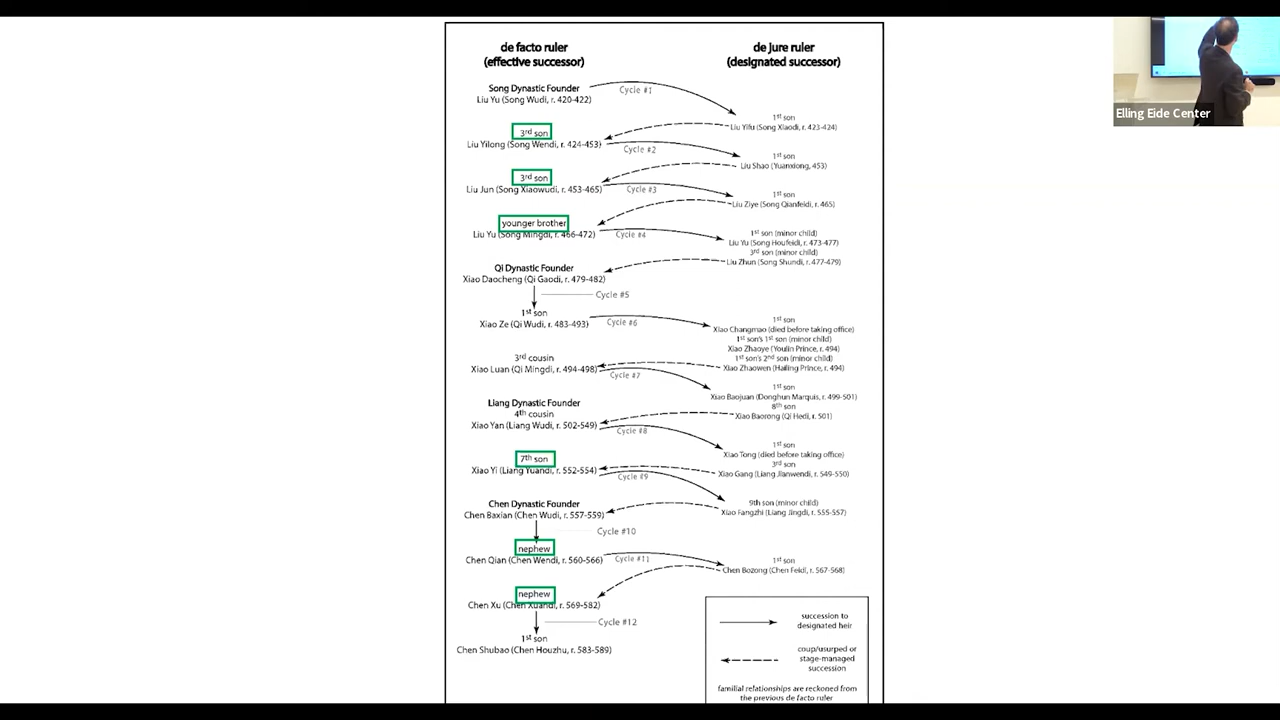 de facto ruler
(effective successor)
de jure ruler
(designated successor)
Song Dynastic Founder
Liu Yu (Song Wudi, r. 420-422)
Cycle #1
1st son
Liu Yifu (Song Xiaodi, r. 423-424)
3rd son
Liu Yilong (Song Wendi, r. 424-453)
Cycle #2
1st son
Liu Shao (Yuanxiong, 453)
3rd son
Liu Jun (Song Xiaowudi, r. 453-465)
Cycle #3
1st son
Liu Ziye (Song Qianfeidi, r. 465)
younger brother
Liu Yu (Song Mingdi, r. 466-472)
Cycle #4
1st son (minor child)
Liu Yu (Song Houfeidi, r. 473-477)
3rd son (minor child)
Liu Zhun (Song Shundi, r. 477-479)
Qi Dynastic Founder
Xiao Daocheng (Qi Gaodi, r. 479-482)
Cycle #5
1st son
Xiao Ze (Qi Wudi, r. 483-493)
Cycle #6
1st son
Xiao Changmao (died before taking office)
1st son's 1st son (minor child)
Xiao Zhaoye (Youlin Prince, r. 494)
1st son's 2nd son (minor child)
Xiao Zhaowen (Hailing Prince, r. 494)
3rd cousin
Xiao Luan (Qi Mingdi, r. 494-498)
Cycle #7
1st son
Xiao Baojuan (Donghun Marquis, r. 499-501)
8th son
Xiao Baorong (Qi Hedi, r. 501)
Liang Dynastic Founder
4th cousin
Xiao Yan (Liang Wudi, r. 502-549)
Cycle #8
1st son
Xiao Tong (died before taking office)
3rd son
Xiao Gang (Liang Jianwendi, r. 549-550)
7th son
Xiao Yi (Liang Yuandi, r. 552-554)
Cycle #9
9th son (minor child)
Xiao Fangzhi (Liang Jingdi, r. 555-557)
Chen Dynastic Founder
Chen Baxian (Chen Wudi, r. 557-559)
Cycle #10
nephew
Chen Qian (Chen Wendi, r. 560-566)
Cycle #11
1st son
Chen Bozong (Chen Feidi, r. 567-568)
nephew
Chen Xu (Chen Xuandi, r. 569-582)
Cycle #12
1st son
Chen Shubao (Chen Houzhu, r. 583-589)
succession to
designated heir
coup/usurped or
stage-managed
succession
familial relationships are reckoned from
the previous de facto ruler
Elling Eide Center